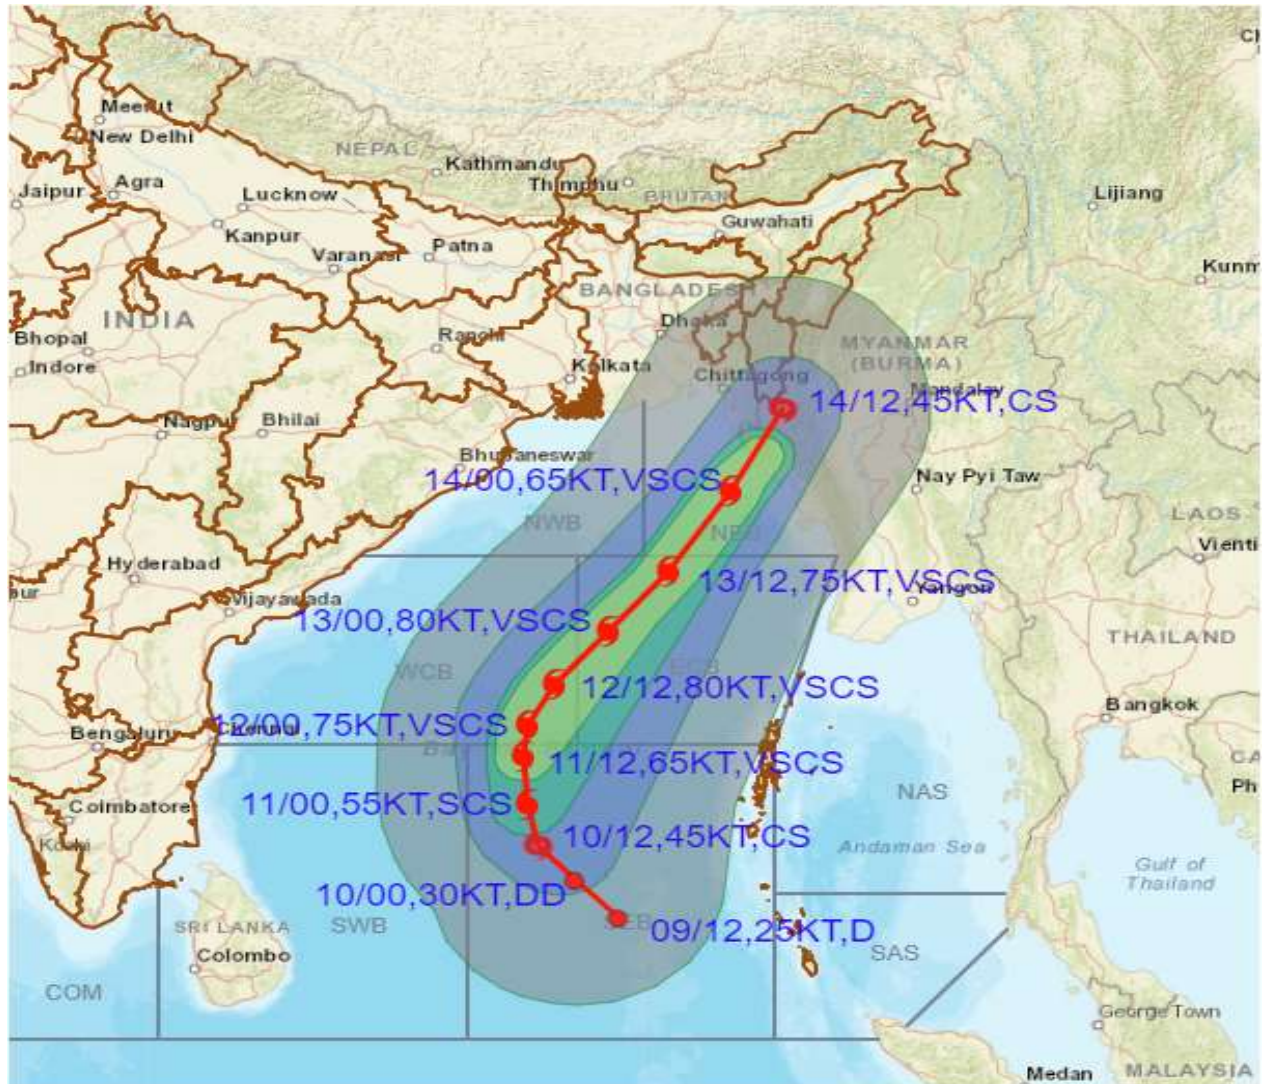 Meerut
New Delhi
NEPAL
Kathmandu
Thimphu
BHUTAN
Jaipur
Agra
Lucknow
Lijiang
Guwahati
Kanpur
Varanasi
Patna
BANGLADESH
INDIA
Dhaka
Bhopal
Ranchi
MYANMAR
(BURMA)
Indore
Kolkata
Chittagong
Mandalay
14/12,45KT,CS
Nagpur
Bhilai
Bhubaneswar
14/00,65KT,VSCS
Nay Pyi Taw
NWB
LAOS
Hyderabad
Vienti
13/12,75KT,VSCS
Yangon
Vijayawada
13/00,80KT,VSCS
THAILAND
WCB
ECB
12/12,80KT,VSCS
Bangkok
12/00,75KT,VSCS
Chennai
Bengaluru
11/12,65KT,VSCS
NAS
Coimbatore
11/00,55KT,SCS
10/12,45KT,CS
Kochi
Andaman Sea
Gulf of
Thailand
10/00,30KT,DD
SRI LANKA
SWB
SEB
09/12,25KT,D
Colombo
SAS
COM
George Town
Medan
MALAYSIA